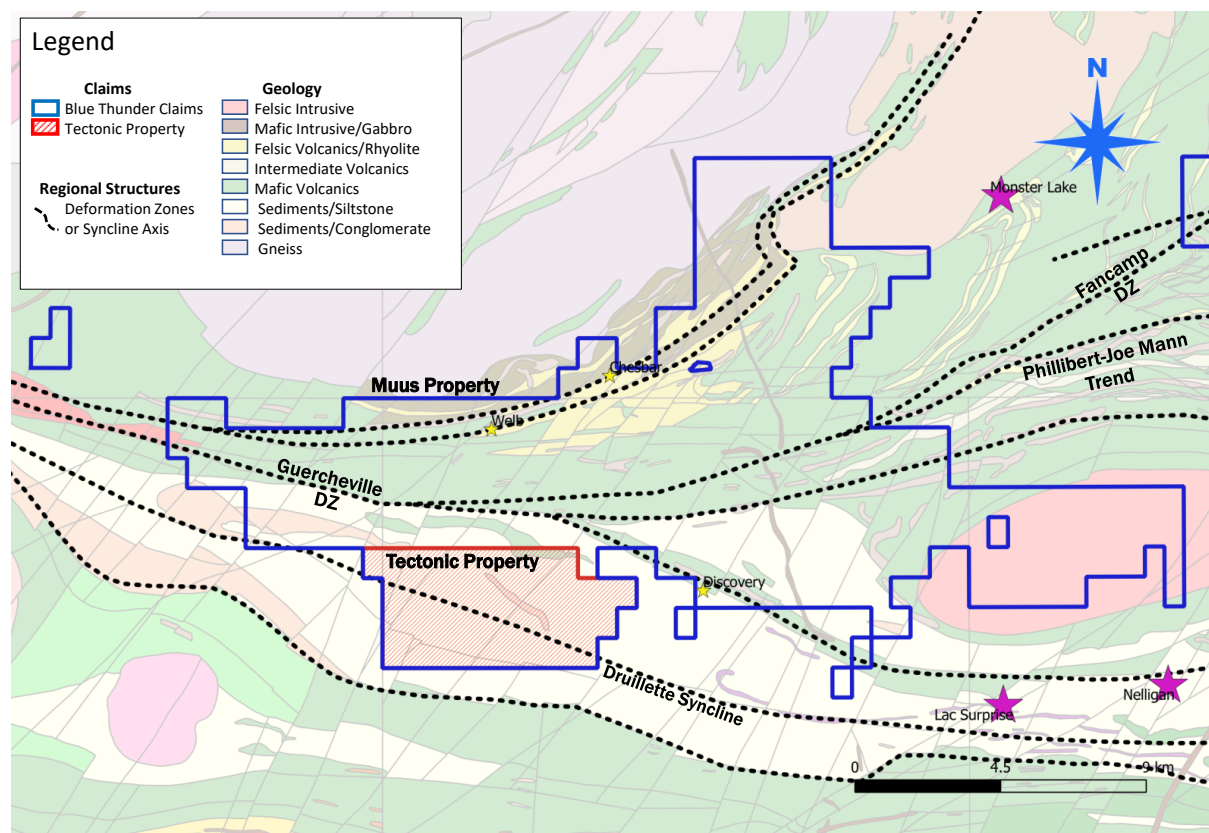 Legend
Claims
Blue Thunder Claims
Tectonic Property
Regional Structures
Deformation Zones
or Syncline Axis
Geology
Felsic Intrusive
Mafic Intrusive/Gabbro
Felsic Volcanics/Rhyolite
Intermediate Volcanics
Mafic Volcanics
Sediments/Siltstone
Sediments/Conglomerate
Gneiss
N
Monster Lake
Fancamp
DZ
Phillibert-Joe Mann
Trend
Chesbar
Muus Property
Welb
Guercheville
DZ
Tectonic Property
Discovery
Druillette Syncline
Nelligan
Lac Surprise
0
4.5
9 km